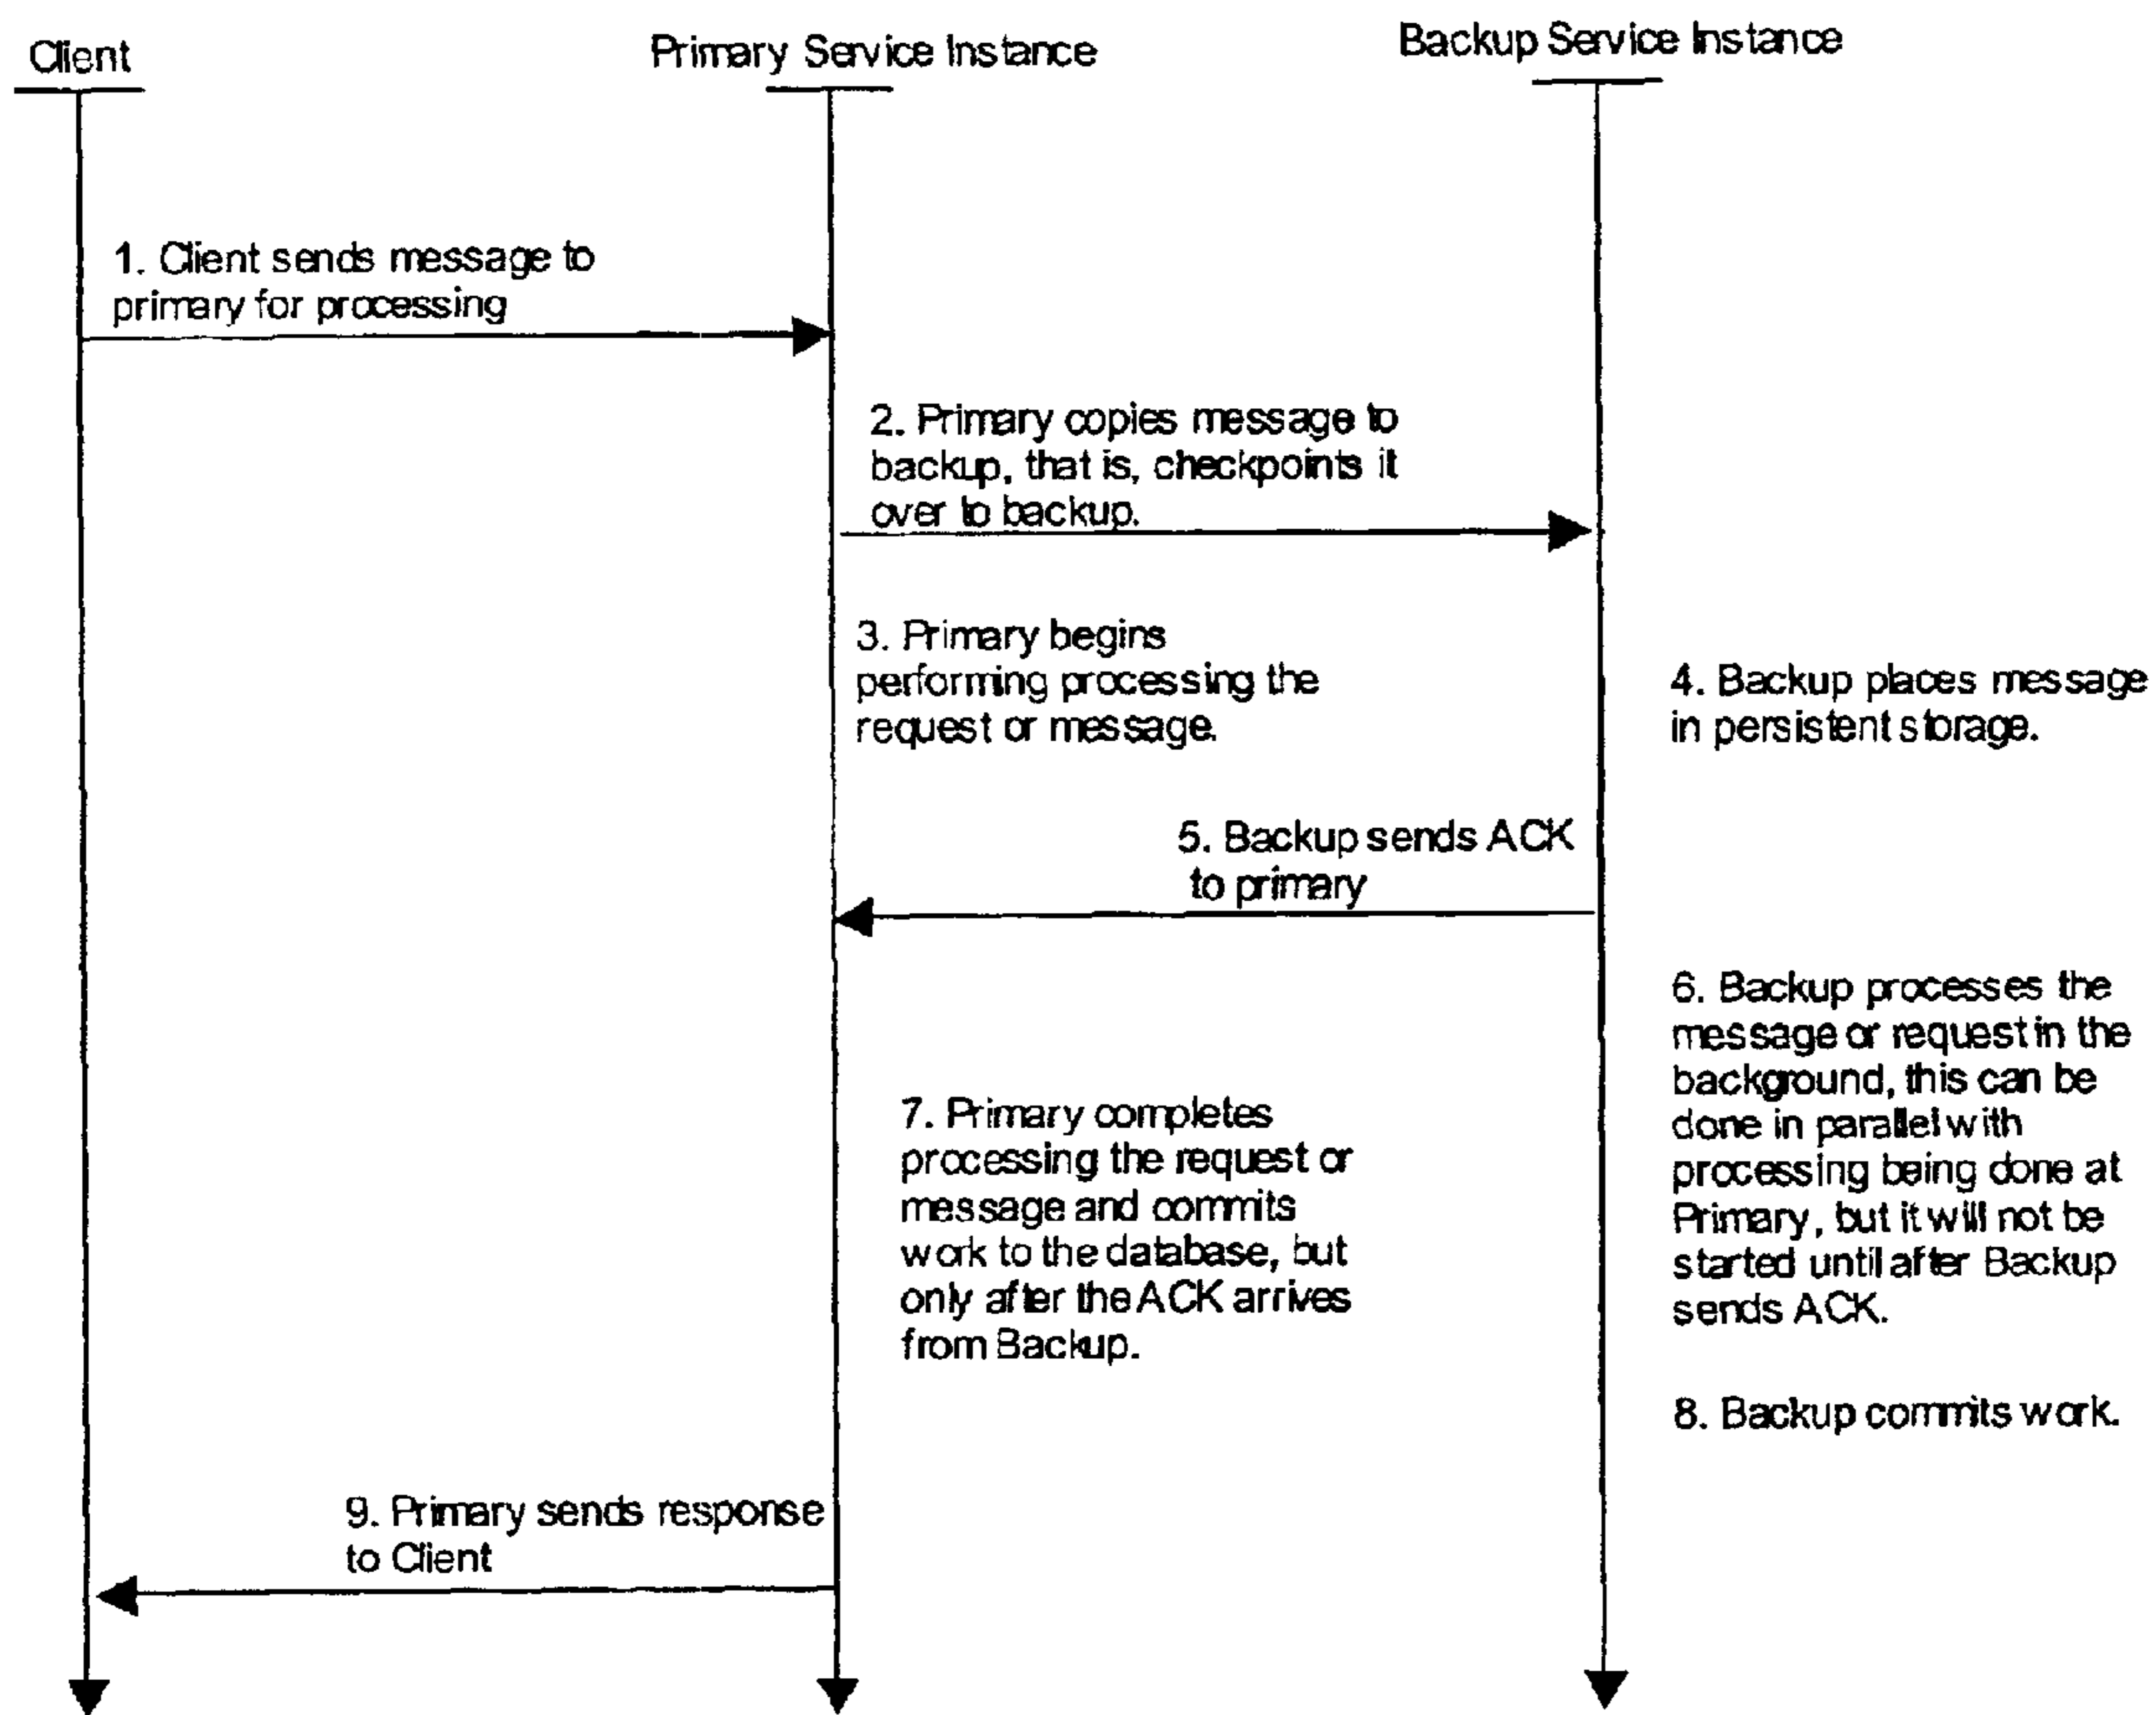 Client
Primary Service Instance
Backup Service Instance
1. Client sends message to
primary for processing
2. Primary copies message to
backup, that is, checkpoints it
over to backup.
3. Primary begins
performing processing the
request or message.
4. Backup places message
in persistent storage.
5. Backup sends ACK
to primary
6. Backup processes the
message or request in the
background, this can be
done in parallel with
processing being done at
Primary, but it will not be
started until after Backup
sends ACK.
7. Primary completes
processing the request or
message and commits
work to the database, but
only after the ACK arrives
from Backup.
8. Backup commits work.
9. Primary sends response
to Client